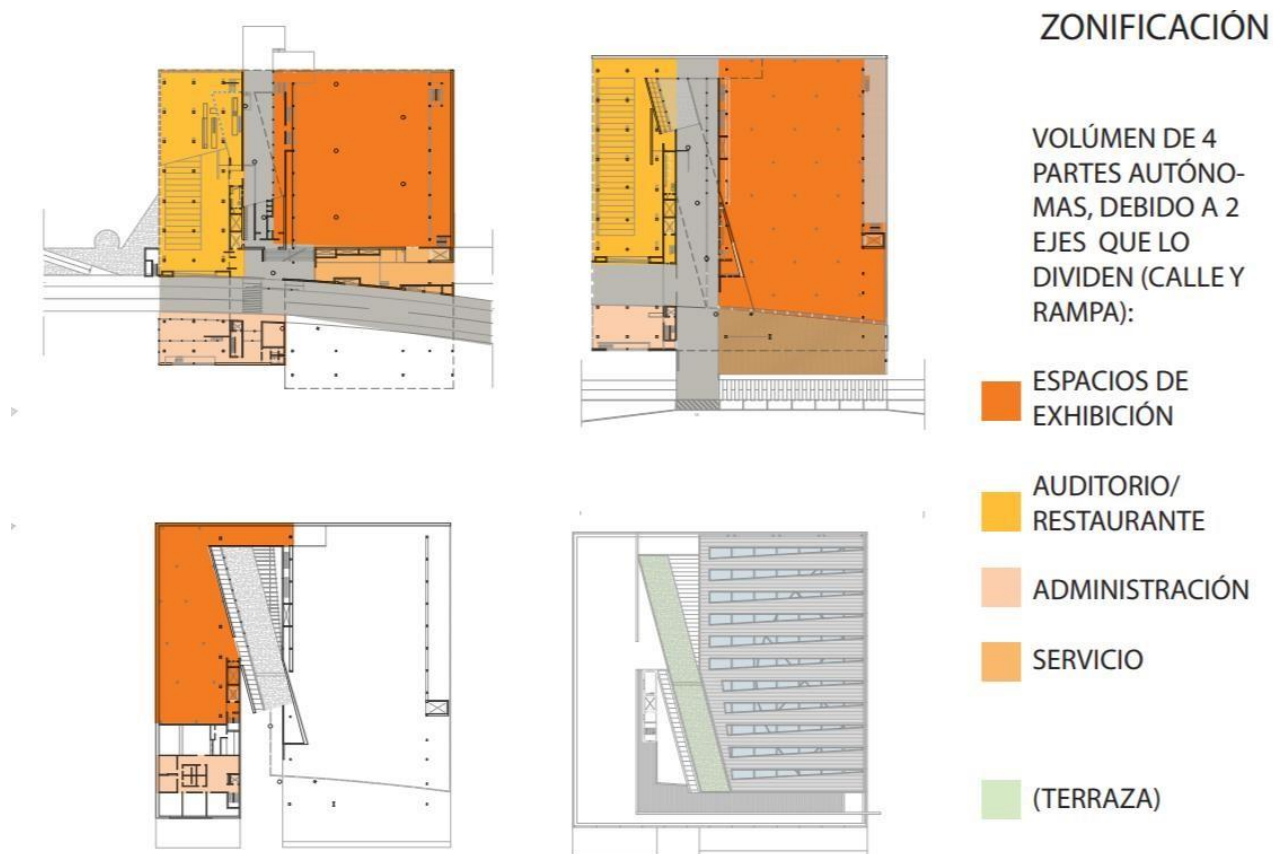 ZONIFICACIÓN
VOLÚMEN DE 4
PARTES AUTÓNO-
MAS, DEBIDO A 2
EJES QUE LO
DIVIDEN (CALLE Y
RAMPA):
ESPACIOS DE
EXHIBICIÓN
AUDITORIO/
RESTAURANTE
ADMINISTRACIÓN
SERVICIO
(TERRAZA)